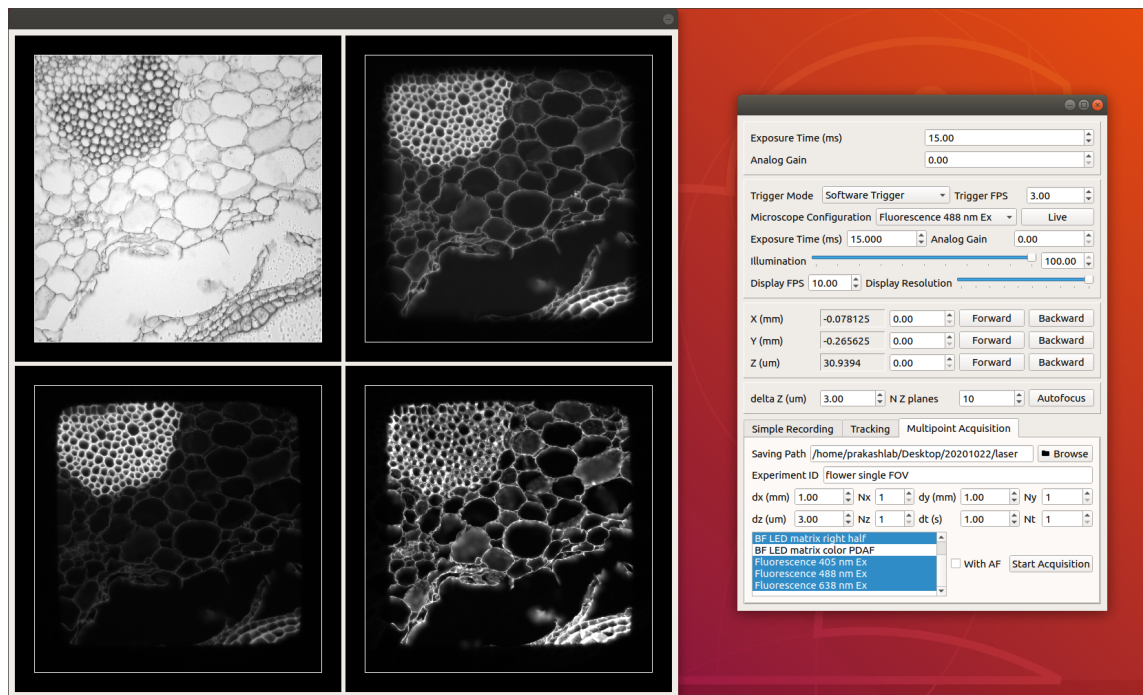 Exposure Time (ms) 15.00
Analog Gain 0.00
Trigger Mode Software Trigger Trigger FPS 3.00
Microscope Configuration Fluorescence 488 nm Ex Live
Exposure Time (ms) 15.000 Analog Gain 0.00
Illumination 100.00
Display FPS 10.00 Display Resolution
X (mm) -0.078125 0.00 Forward Backward
Y (mm) -0.265625 0.00 Forward Backward
Z (um) 30.9394 0.00 Forward Backward
delta Z (um) 3.00 N Z planes 10 Autofocus
Simple Recording Tracking Multipoint Acquisition
Saving Path /home/prakashlab/Desktop/20201022/laser Browse
Experiment ID flower single FOV
dx (mm) 1.00 Nx 1 dy (mm) 1.00 Ny 1
dz (um) 3.00 Nz 1 dt (s) 1.00 Nt 1
BF LED matrix right half
BF LED matrix color PDAF
Fluorescence 405 nm Ex With AF Start Acquisition
Fluorescence 488 nm Ex
Fluorescence 638 nm Ex